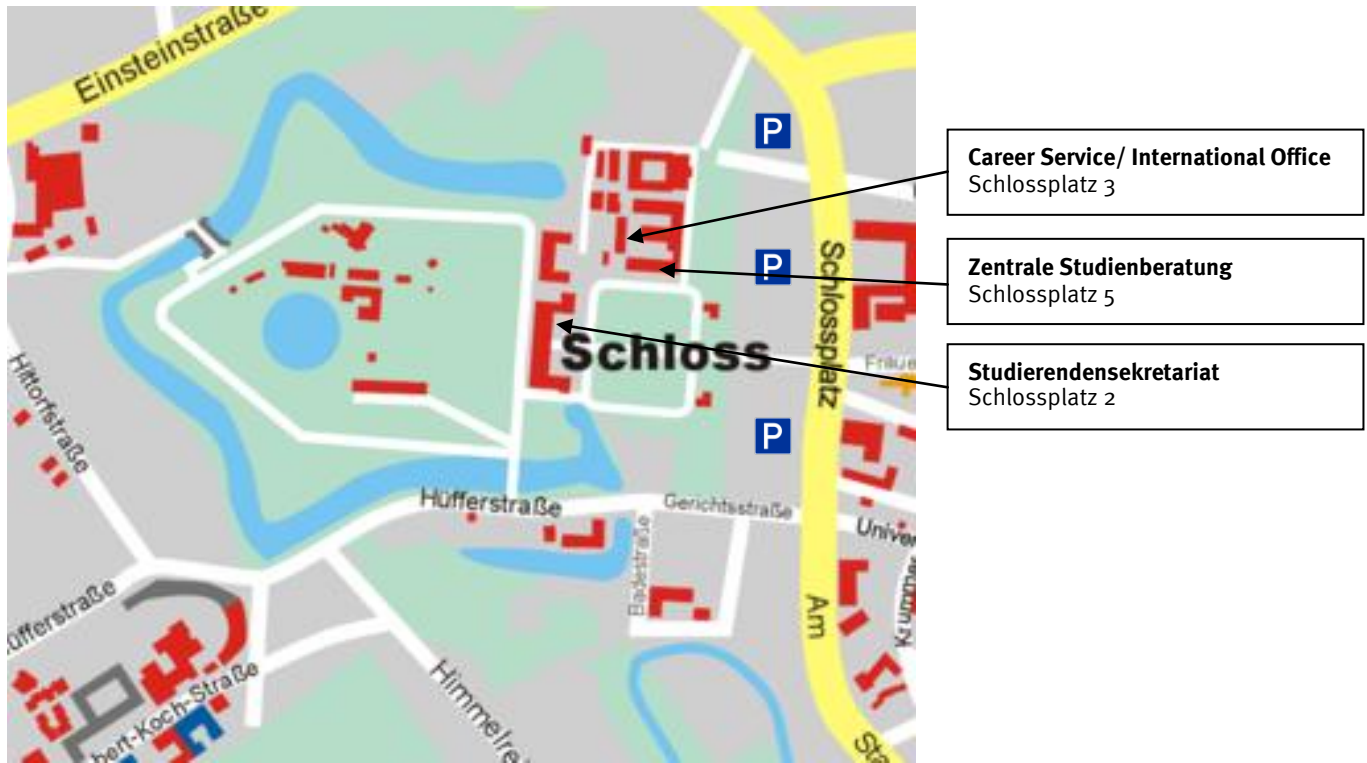 Einsteinstraße
P
Career Service/ International Office
Schlossplatz 3
P
Schlossplatz
Zentrale Studienberatung
Schlossplatz 5
Schloss
Studierendensekretariat
Schlossplatz 2
Hittorfstraße
P
Hüfferstraße
Gerichtsstraße
Badestraße
Am
Himmelre